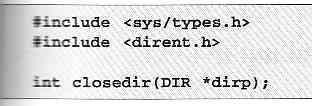 #include <sys/types.h>
#include <dirent.h>
int closedir(DIR *dirp);